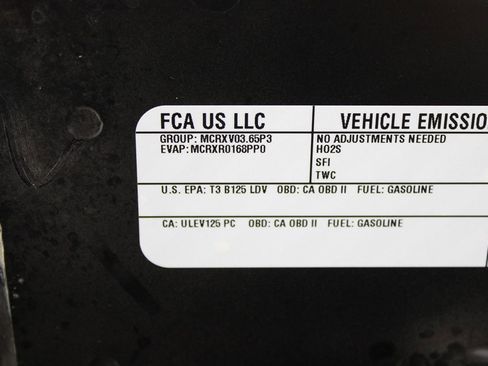 FCA US LLC VEHICLE EMISSIO
GROUP: MCRXV03.65P3 NO ADJUSTMENTS NEEDED
EVAP: MCRXR0168PP0 HO2S
SFI
TWC
U.S. EPA: T3 B125 LDV OBD: CA OBD II FUEL: GASOLINE
CA: ULEV125 PC OBD: CA OBD II FUEL: GASOLINE